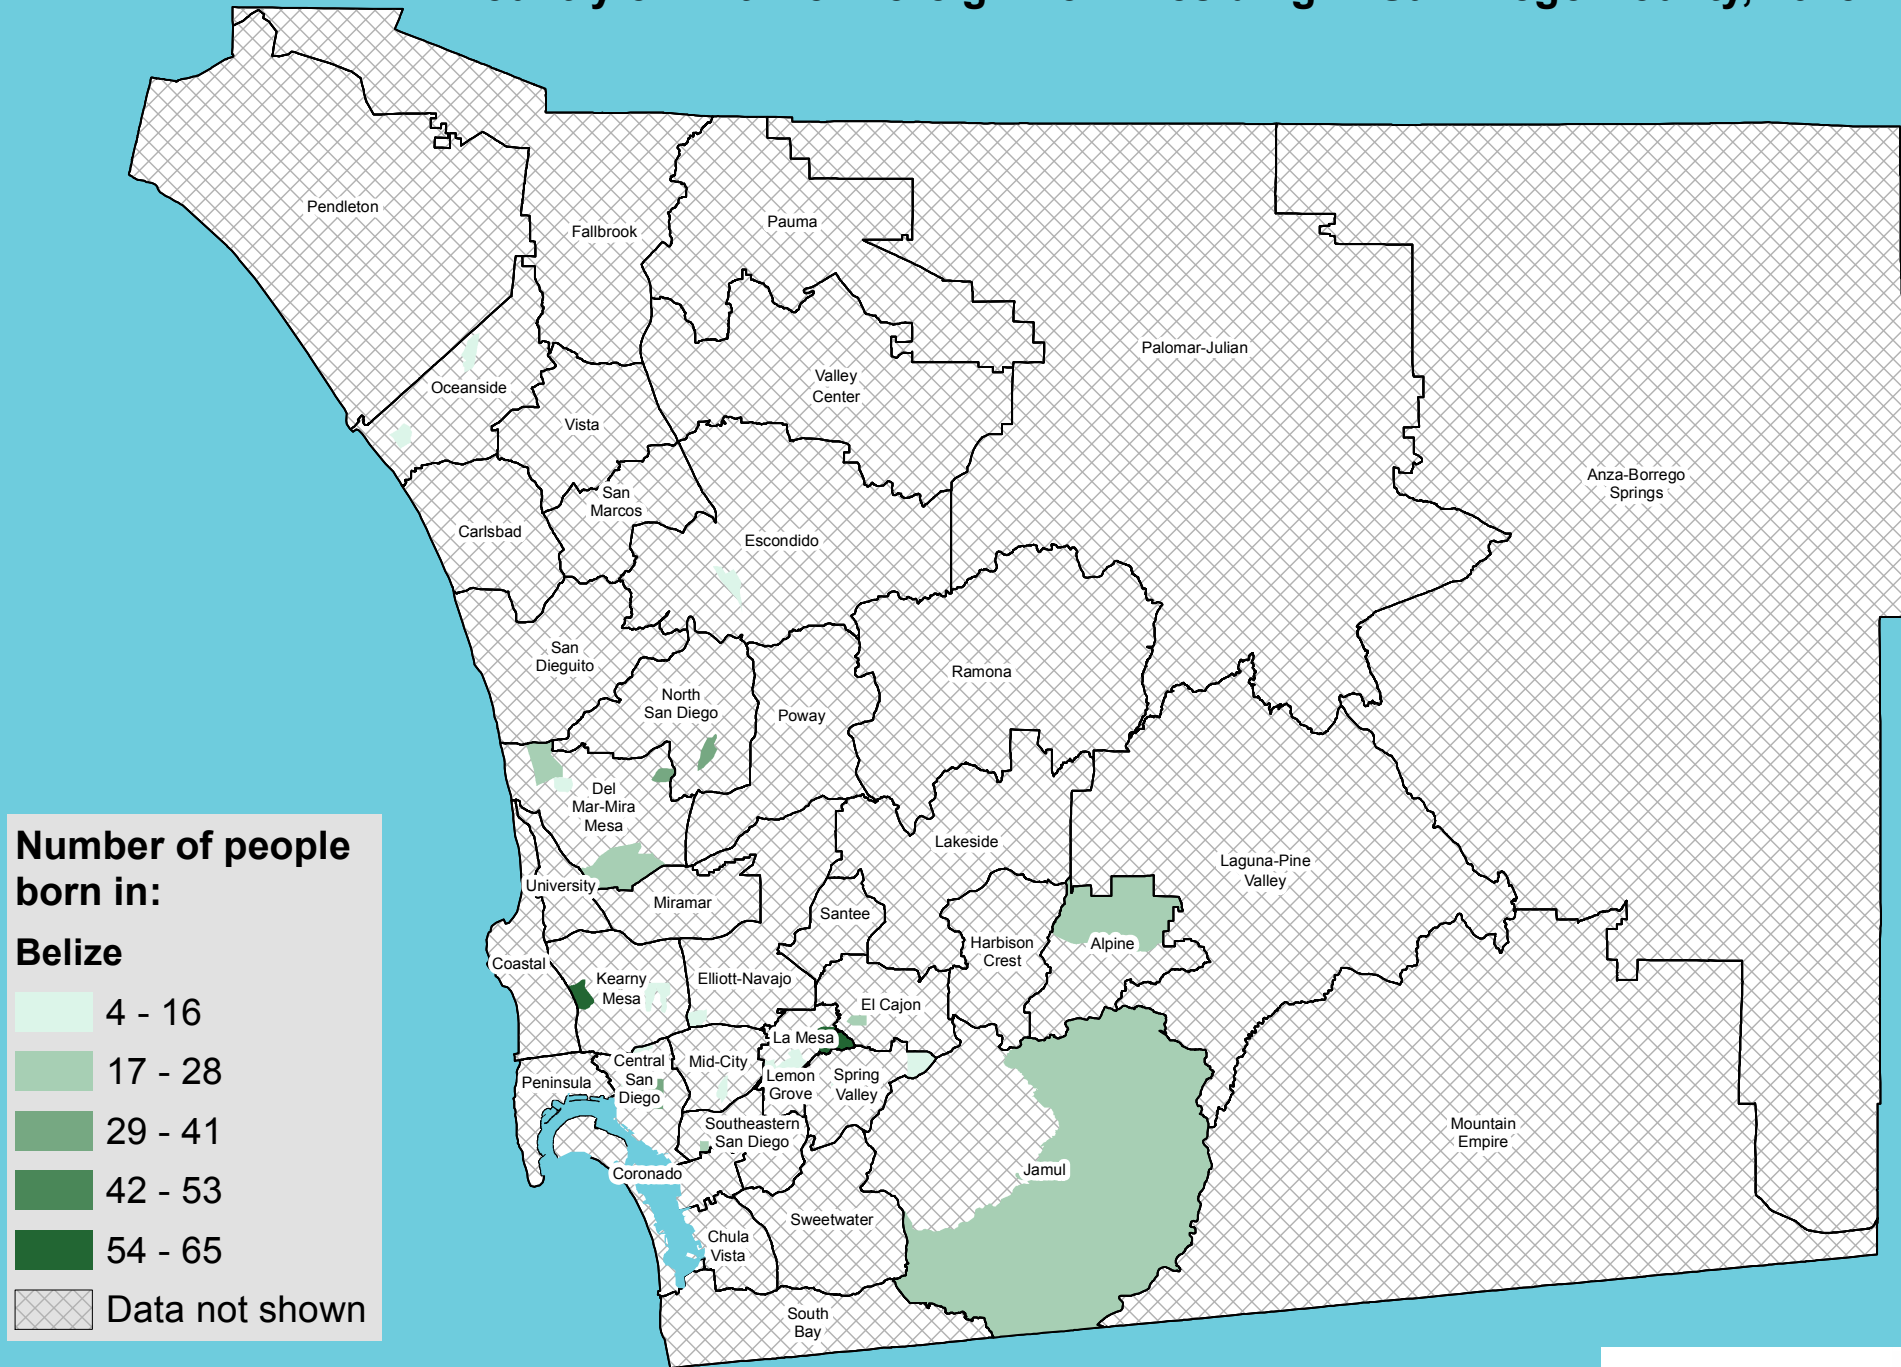 San Diego County,
Pendleton
Fallbrook
Pauma
Palomar-Julian
Oceanside
Valley
Center
Vista
Anza-Borrego
Springs
San
Marcos
Carlsbad
Escondido
San
Dieguito
Ramona
North
San Diego
Poway
Del
Mar-Mira
Mesa
Lakeside
Laguna-Pine
Valley
University
Miramar
Santee
Harbison
Crest
Alpine
Coastal
Kearny
Mesa
Elliott-Navajo
El Cajon
La Mesa
Central
San
Diego
Mid-City
Peninsula
Lemon
Grove
Spring
Valley
Southeastern
San Diego
Mountain
Empire
Coronado
Jamul
Sweetwater
Chula
Vista
South
Bay
Number of people
born in:
Belize
4 - 16
17 - 28
29 - 41
42 - 53
54 - 65
Data not shown